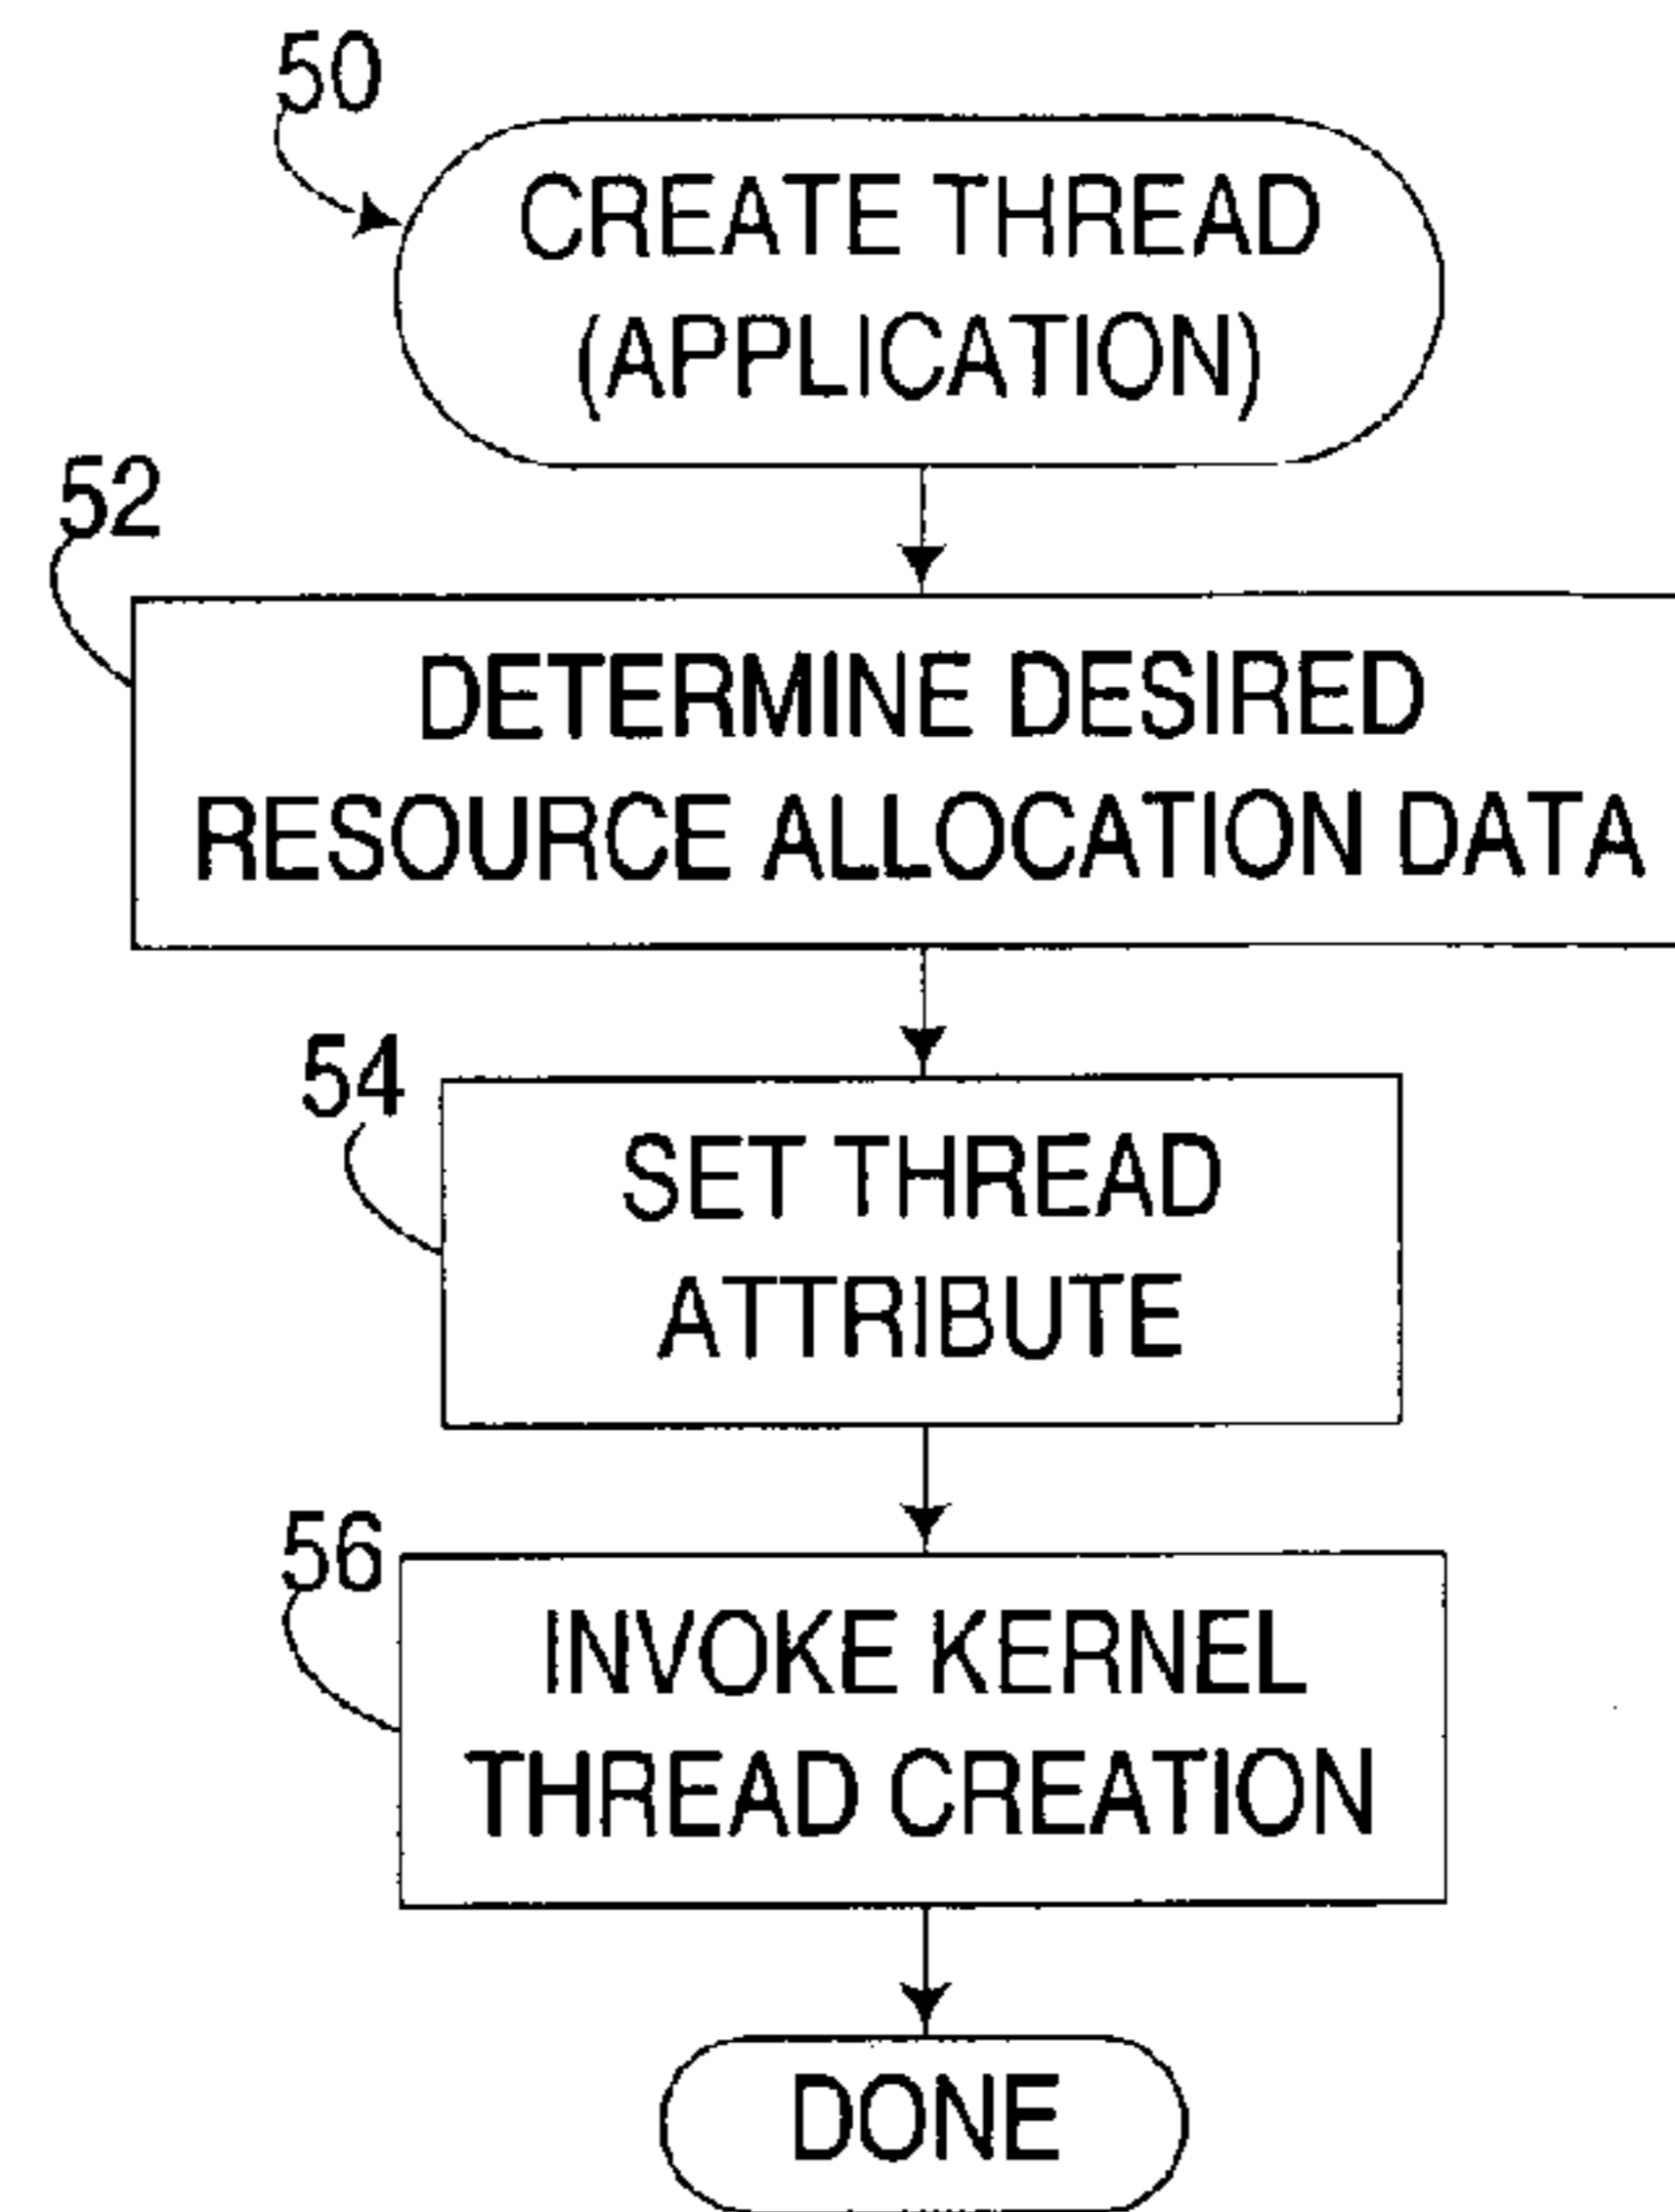 50
CREATE THREAD
(APPLICATION)
52
DETERMINE DESIRED
RESOURCE ALLOCATION DATA
54
SET THREAD
ATTRIBUTE
56
INVOKE KERNEL
THREAD CREATION
DONE